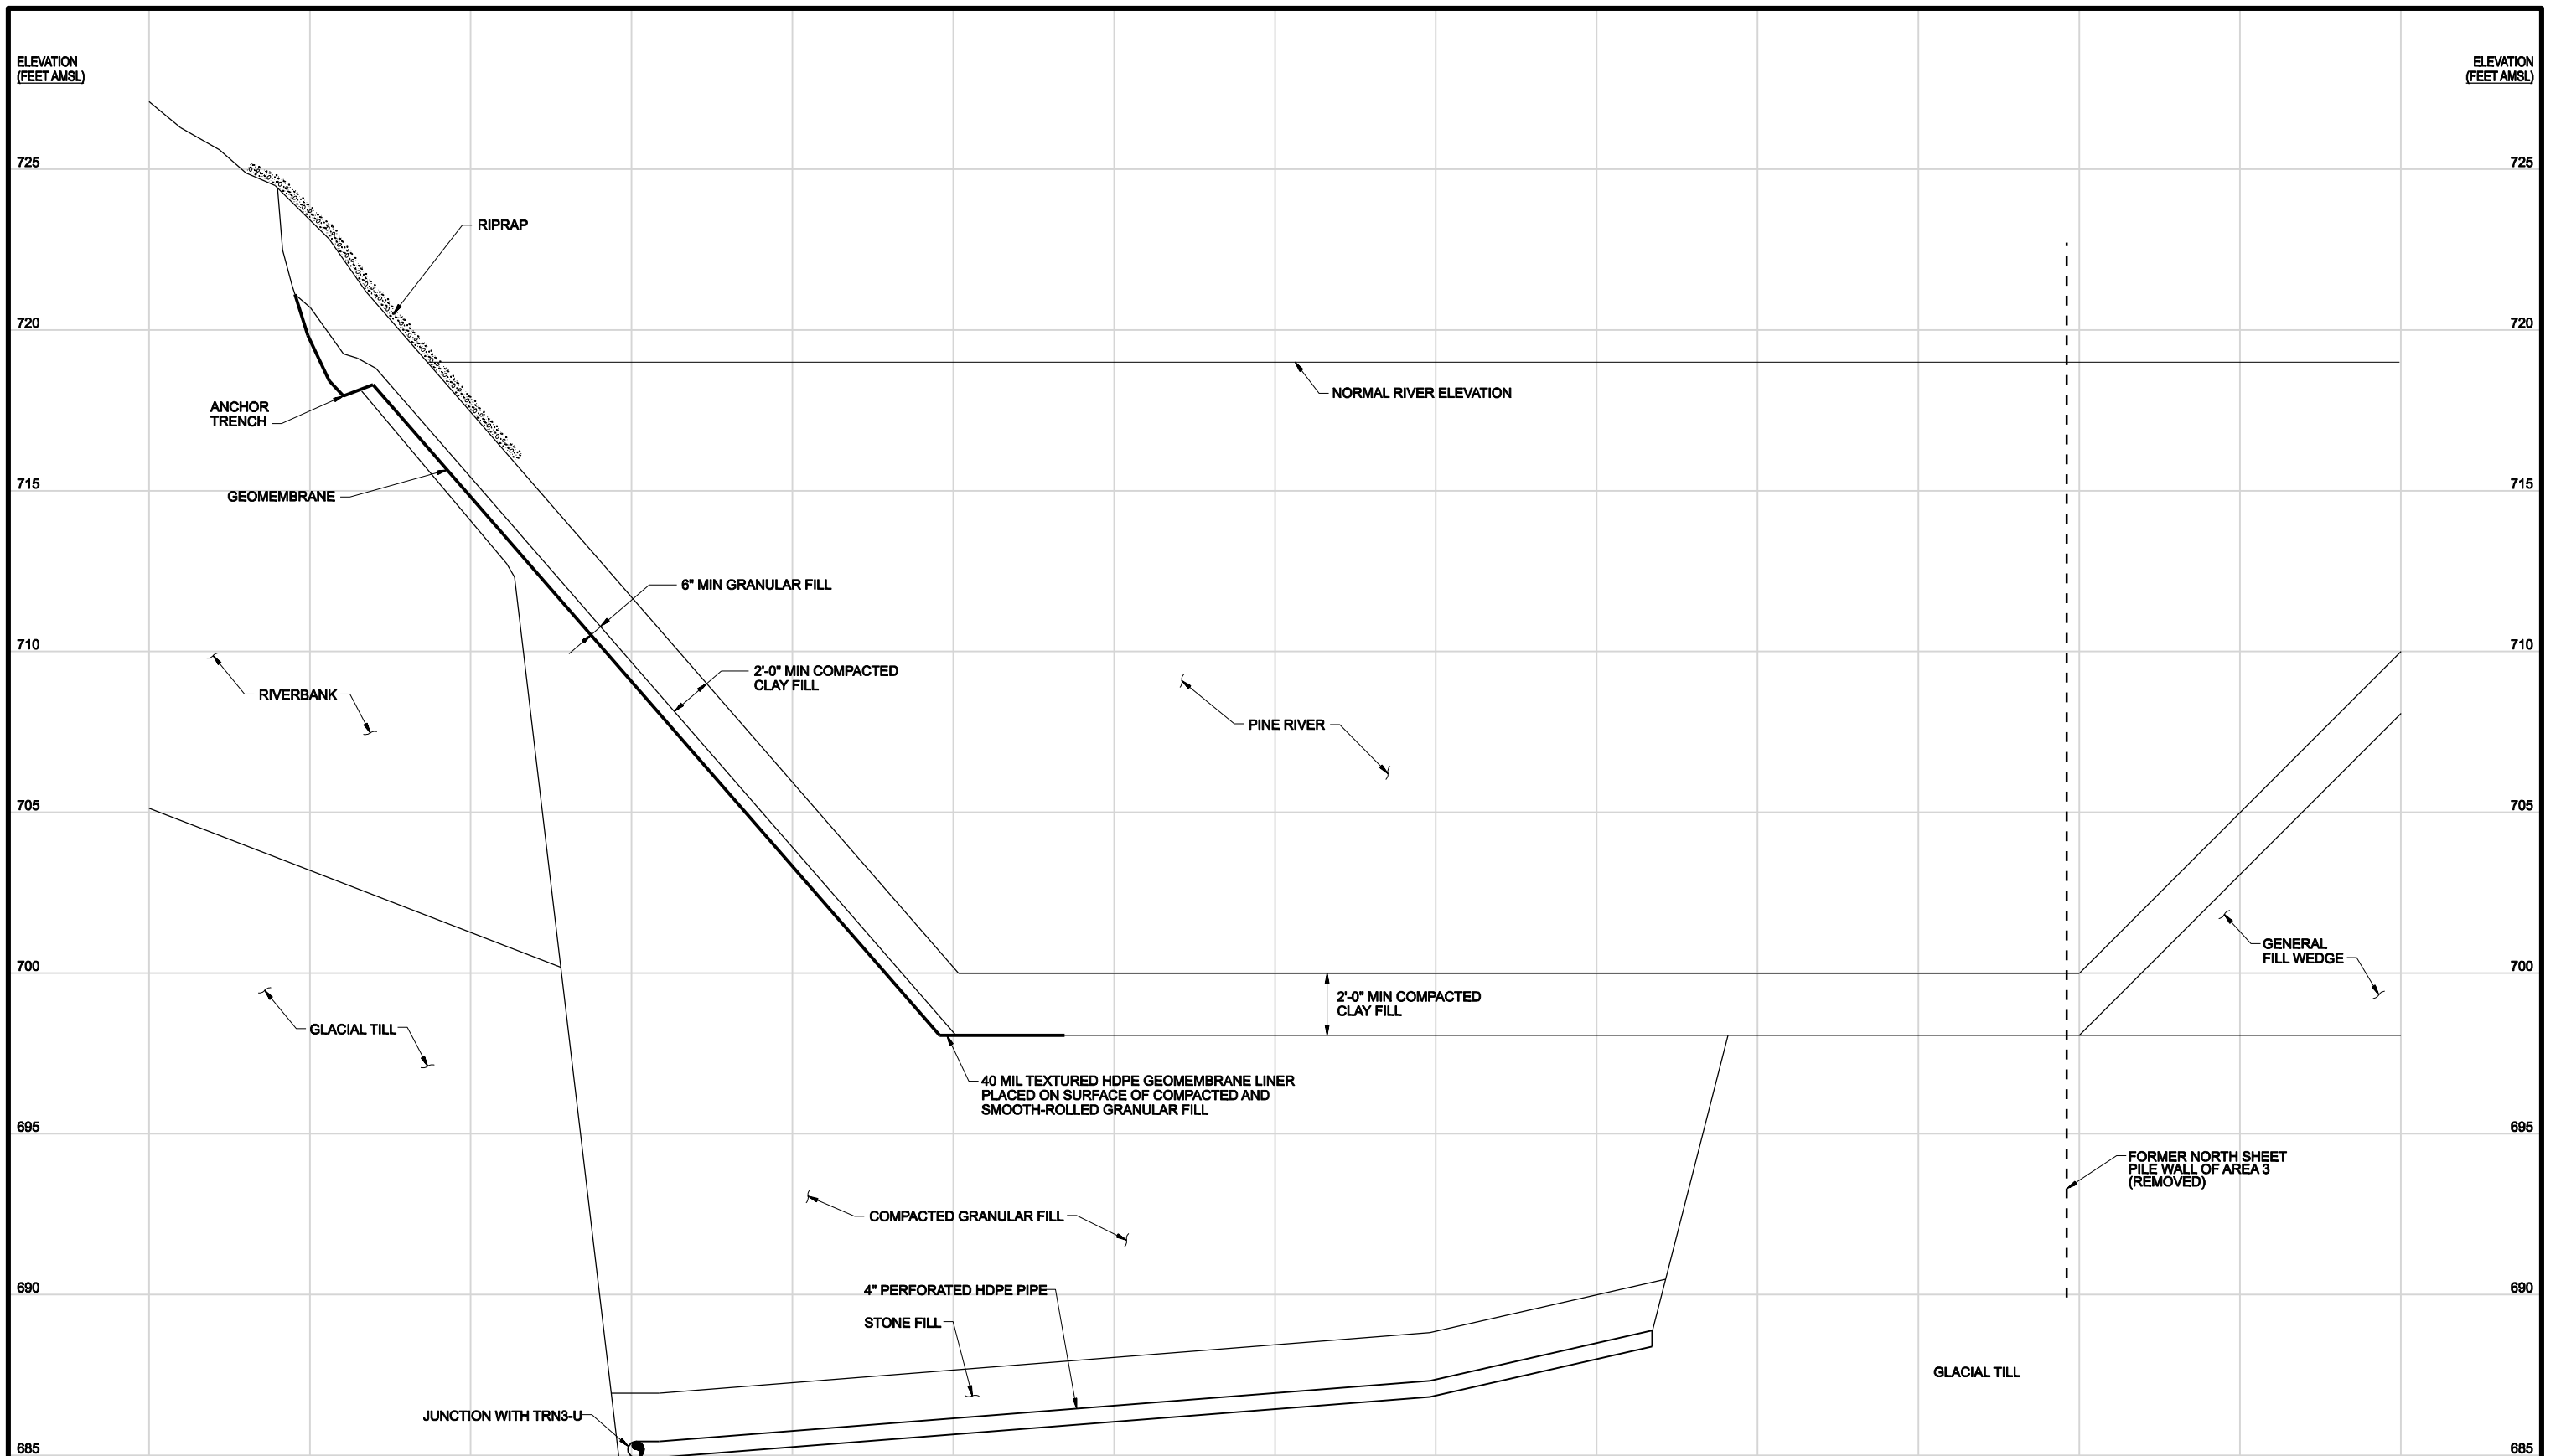 ELEVATION
(FEET AMSL)
ELEVATION
(FEET AMSL)
725
725
RIPRAP
720
720
NORMAL RIVER ELEVATION
ANCHOR
TRENCH
GEOMEMBRANE
715
715
6" MIN GRANULAR FILL
710
710
2'-0" MIN COMPACTED
CLAY FILL
RIVERBANK
PINE RIVER
705
705
GENERAL
FILL WEDGE
700
700
2'-0" MIN COMPACTED
CLAY FILL
GLACIAL TILL
40 MIL TEXTURED HDPE GEOMEMBRANE LINER
PLACED ON SURFACE OF COMPACTED AND
SMOOTH-ROLLED GRANULAR FILL
695
695
FORMER NORTH SHEET
PILE WALL OF AREA 3
(REMOVED)
COMPACTED GRANULAR FILL
690
690
4" PERFORATED HDPE PIPE
STONE FILL
GLACIAL TILL
JUNCTION WITH TRN3-U
685
685